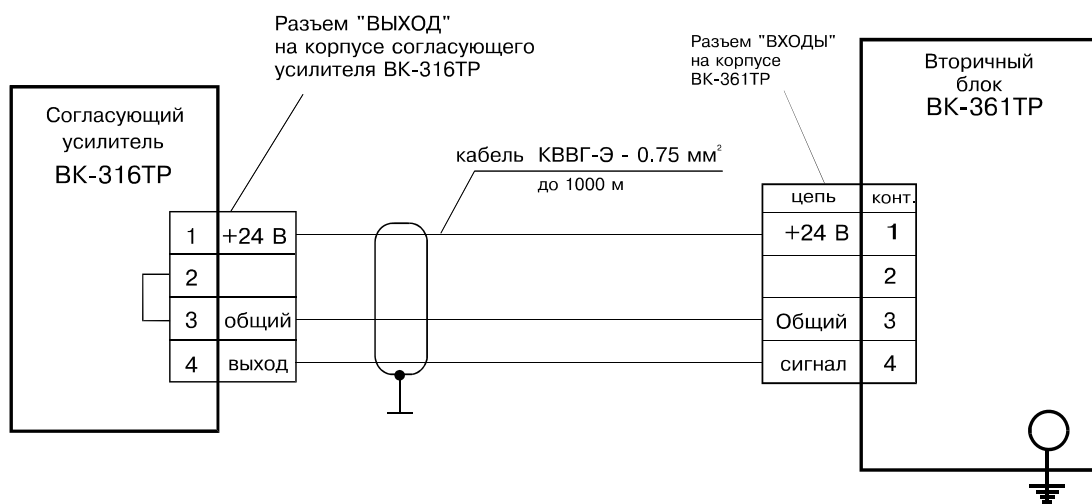 Разъем "ВЫХОД"
на корпусе согласующего
усилителя ВК-316ТР
Разъем "ВХОДЫ"
на корпусе
ВК-361ТР
Вторичный
блок
ВК-361ТР
Согласующий
усилитель
ВК-316ТР
кабель КВВГ-Э - 0.75 мм²
до 1000 м
цепь конт.
1 +24 В
+24 В 1
2
2
3 общий
Общий 3
4 выход
сигнал 4